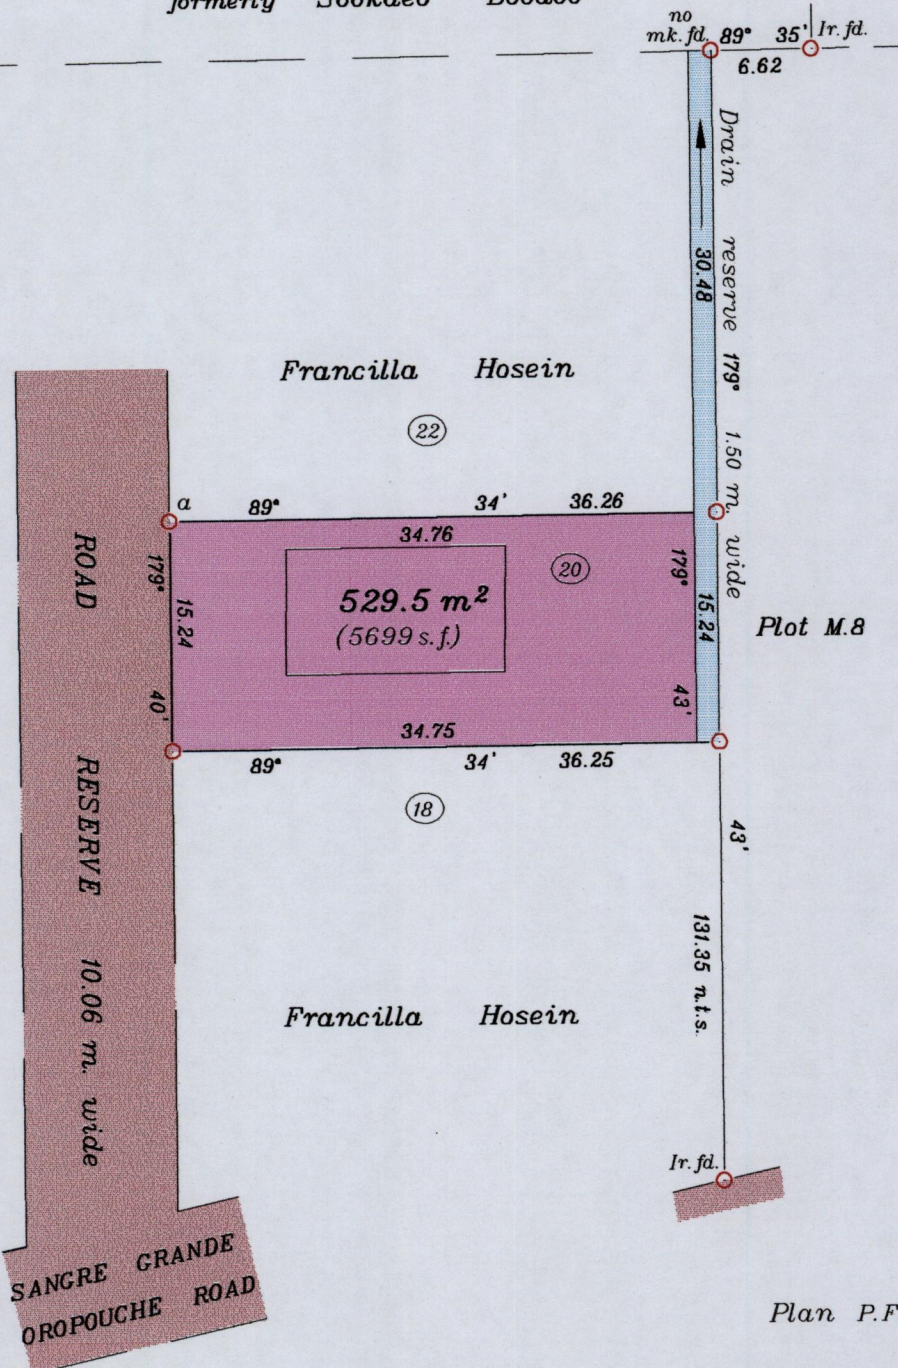 formerly Sookdeo Boodoo
no
mk. fd. 89° 35' Ir. fd.
6.62
Drain reserve 179° 1.50 m. wide
30.48
Francilla Hosein
22
a 89° 34' 36.26
34.76
20
179° 40'
15.24
529.5 m²
(5699 s.f.)
179° 43'
15.24
Plot M.8
34.75
89° 34' 36.25
18
43'
131.35 n.t.s.
Francilla Hosein
ROAD RESERVE 10.06 m. wide
Ir. fd.
SANGRE GRANDE
OROPOUCHE ROAD
Plan P.F